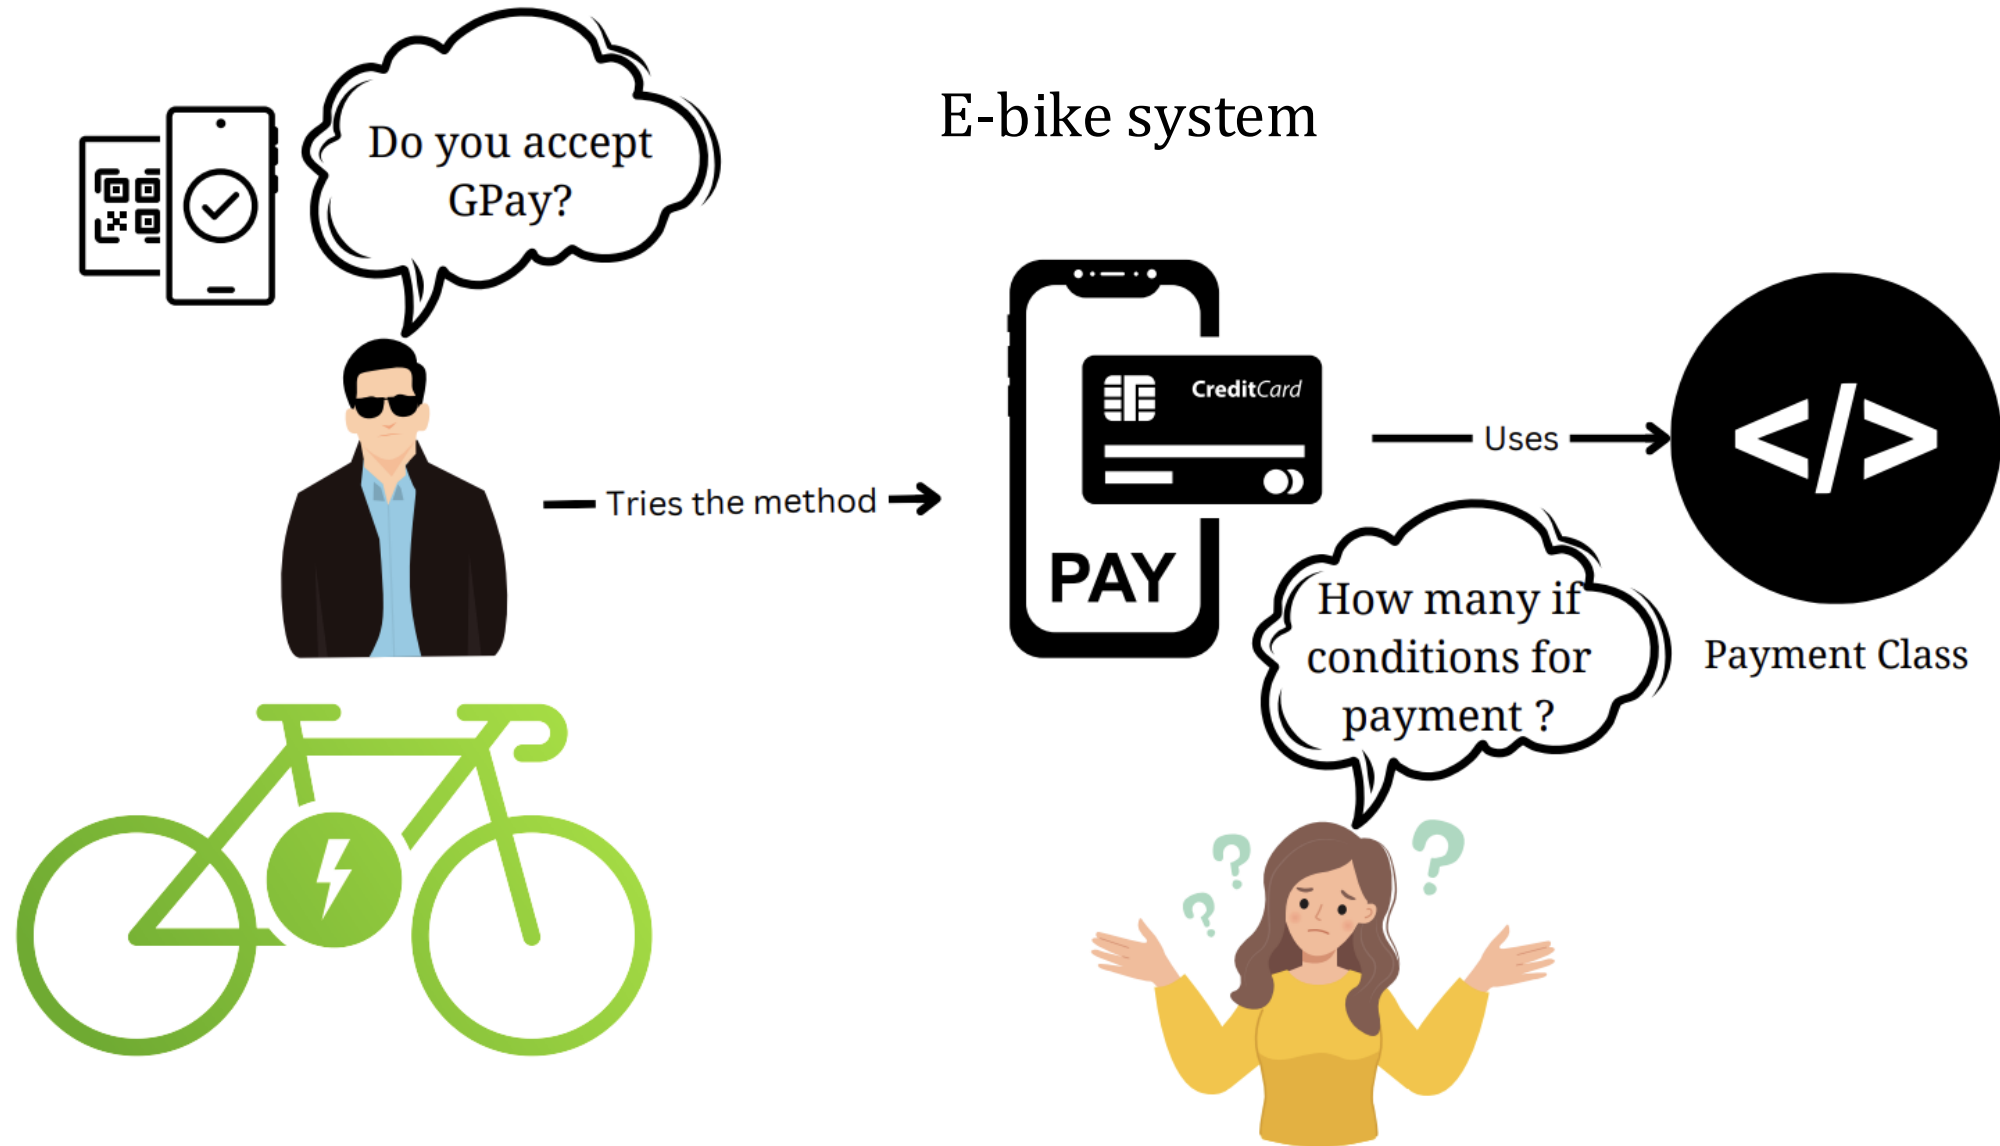 E-bike system
Do you accept
GPay?
Tries the method
CreditCard
PAY
Uses
How many if
conditions for
payment ?
Payment Class